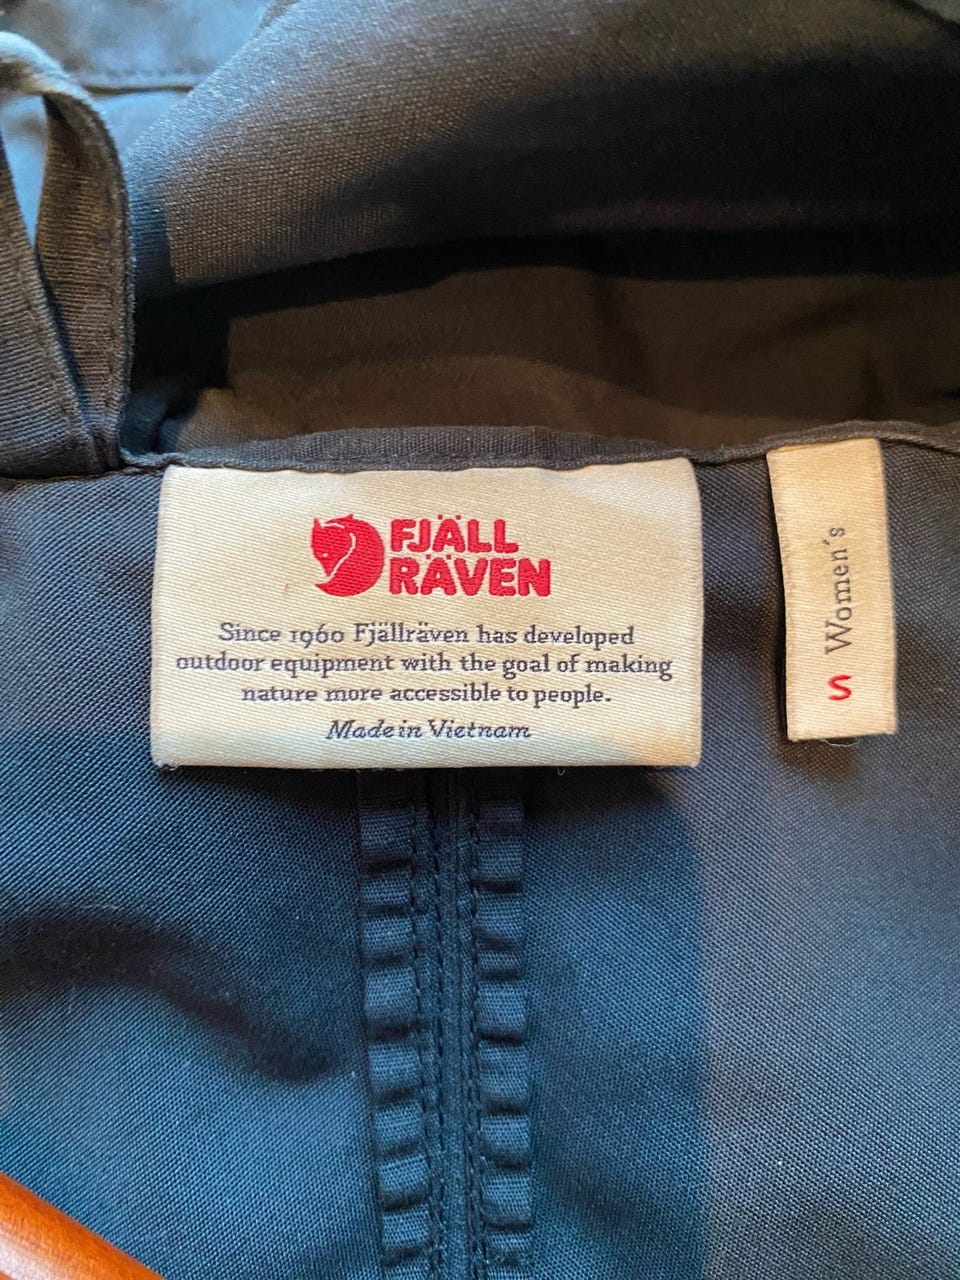 FJÄLL
RÄVEN
Since 1960 Fjällräven has developed
outdoor equipment with the goal of making
nature more accessible to people.
Made in Vietnam
S Women's